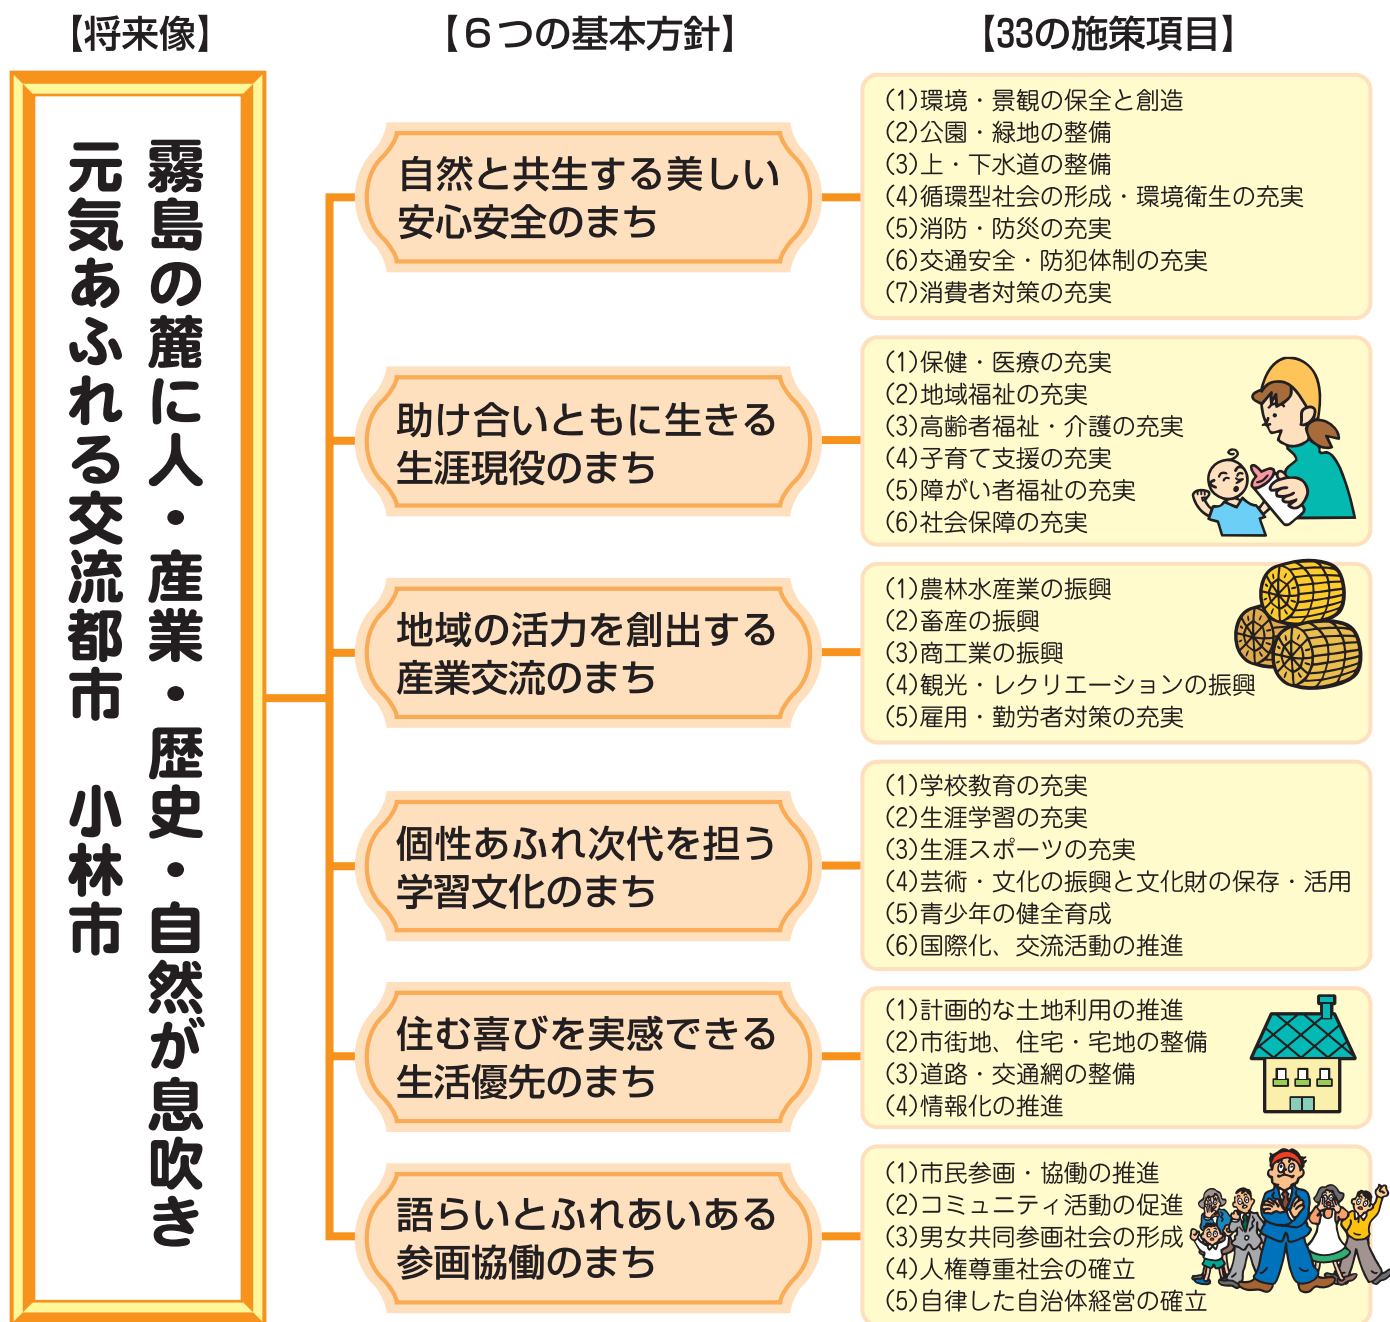 【将来像】
霧島の麓に人・産業・歴史・自然が息吹き
元気あふれる交流都市　小林市
【６つの基本方針】
【33の施策項目】
自然と共生する美しい
安心安全のまち
(1)環境・景観の保全と創造
(2)公園・緑地の整備
(3)上・下水道の整備
(4)循環型社会の形成・環境衛生の充実
(5)消防・防災の充実
(6)交通安全・防犯体制の充実
(7)消費者対策の充実
助け合いともに生きる
生涯現役のまち
(1)保健・医療の充実
(2)地域福祉の充実
(3)高齢者福祉・介護の充実
(4)子育て支援の充実
(5)障がい者福祉の充実
(6)社会保障の充実
地域の活力を創出する
産業交流のまち
(1)農林水産業の振興
(2)畜産の振興
(3)商工業の振興
(4)観光・レクリエーションの振興
(5)雇用・勤労者対策の充実
個性あふれ次代を担う
学習文化のまち
(1)学校教育の充実
(2)生涯学習の充実
(3)生涯スポーツの充実
(4)芸術・文化の振興と文化財の保存・活用
(5)青少年の健全育成
(6)国際化、交流活動の推進
住む喜びを実感できる
生活優先のまち
(1)計画的な土地利用の推進
(2)市街地、住宅・宅地の整備
(3)道路・交通網の整備
(4)情報化の推進
語らいとふれあいある
参画協働のまち
(1)市民参画・協働の推進
(2)コミュニティ活動の促進
(3)男女共同参画社会の形成
(4)人権尊重社会の確立
(5)自律した自治体経営の確立